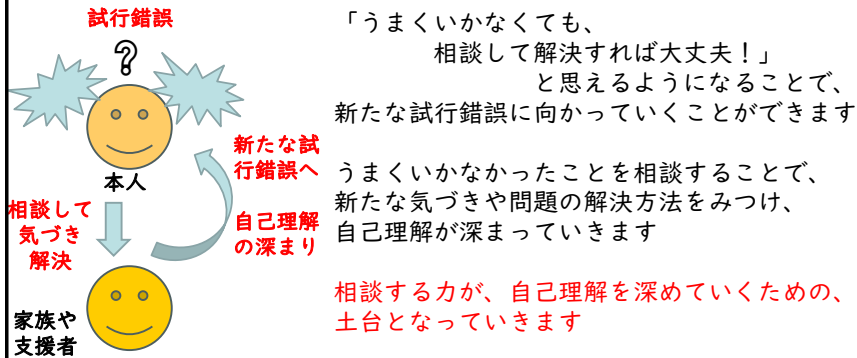 試行錯誤
?
本人
相談して
気づき
解決
新たな試
行錯誤へ
自己理解
の深まり
家族や
支援者
「うまくいかなくても、
相談して解決すれば大丈夫！」
と思えるようになることで、
新たな試行錯誤に向かっていくことができます
うまくいかなかったことを相談することで、
新たな気づきや問題の解決方法をみつけ、
自己理解が深まっていきます
相談する力が、自己理解を深めていくための、
土台となっていきます